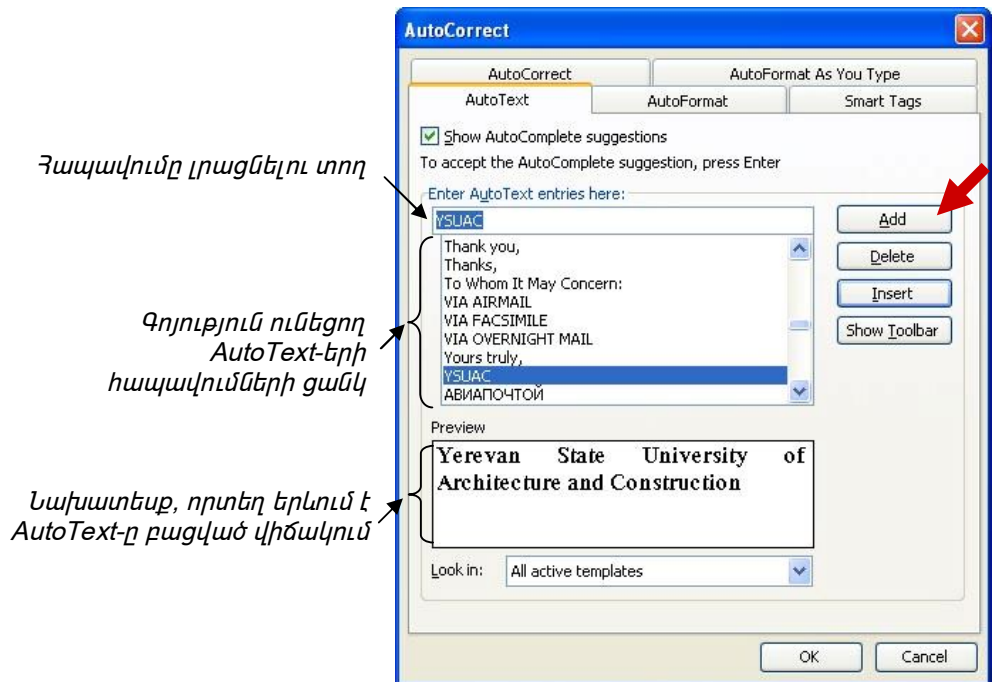 AutoCorrect
AutoCorrect
AutoFormat As You Type
AutoText
AutoFormat
Smart Tags
Show AutoComplete suggestions
To accept the AutoComplete suggestion, press Enter
Հապավումը լրացնելու տող
Enter AutoText entries here:
YSUAC
Add
Thank you,
Thanks,
To Whom It May Concern:
VIA AIRMAIL
VIA FACSIMILE
VIA OVERNIGHT MAIL
Yours truly,
YSUAC
АВИАПОЧТОЙ
Delete
Insert
Show Toolbar
Գոյություն ունեցող
AutoText-երի
հապավումների ցանկ
Preview
Yerevan State University of
Architecture and Construction
Նախատեսք, որտեղ երևում է
AutoText-ը բացված վիճակում
Look in:
All active templates
OK
Cancel